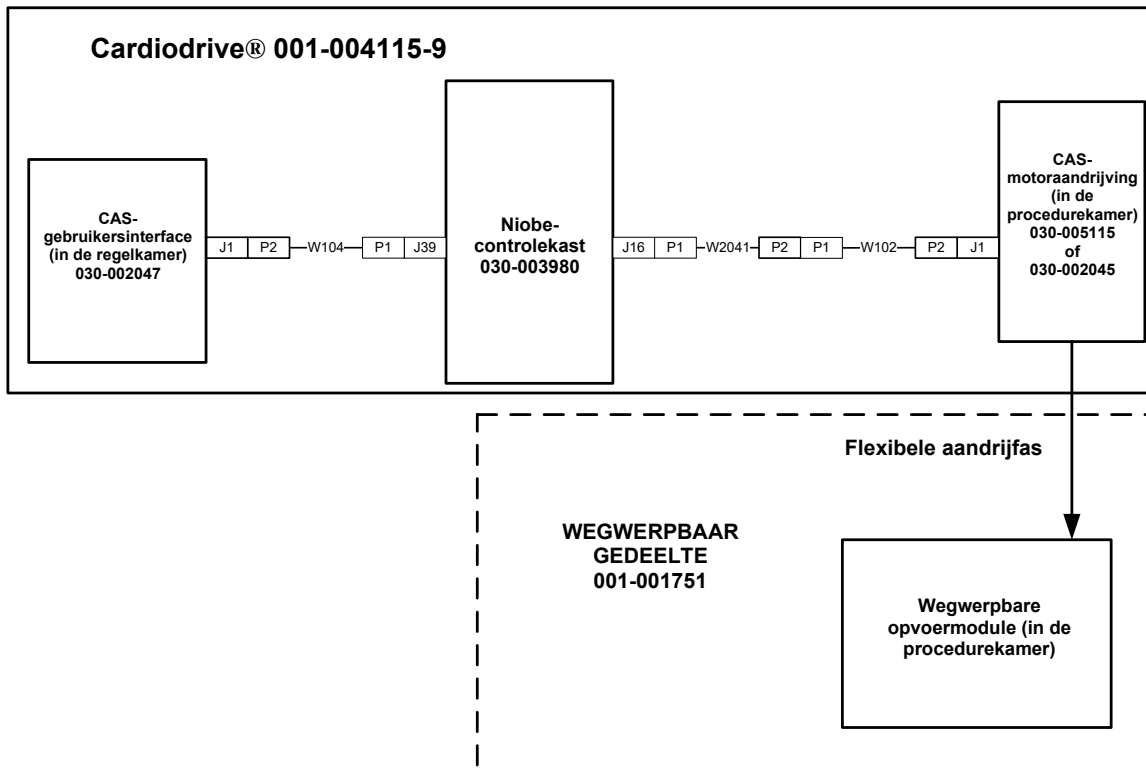 Cardiodrive® 001-004115-9
CAS-
gebruikersinterface
(in de regelkamer)
030-002047
J1 P2 W104 P1 J39
Niobe-
controlekast
030-003980
J16 P1 W2041 P2 P1 W102 P2 J1
CAS-
motoraandrijving
(in de
procedurekamer)
030-005115
of
030-002045
Flexibele aandrijfas
WEGWERPBAAR
GEDEELTE
001-001751
Wegwerpbare
opvoermodule (in de
procedurekamer)